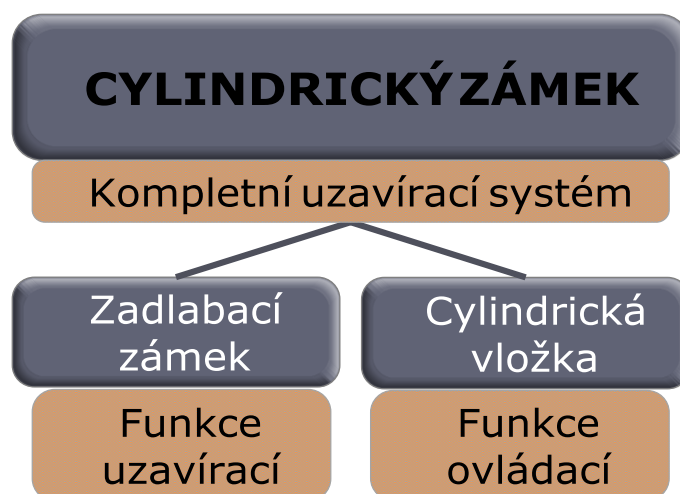 CYLINDRICKÝ ZÁMEK
Kompletní uzavírací systém
Zadlabací
zámek
Cylindrická
vložka
Funkce
uzavírací
Funkce
ovládací